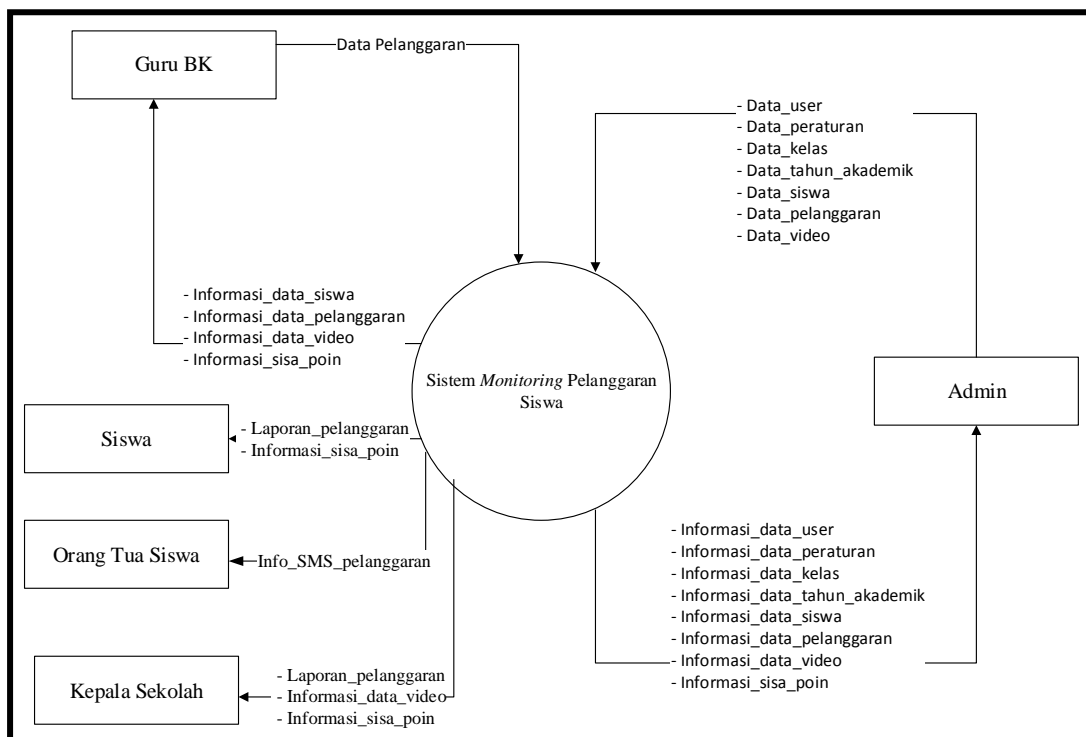 Guru BK
Data Pelanggaran
- Data_user
- Data_peraturan
- Data_kelas
- Data_tahun_akademik
- Data_siswa
- Data_pelanggaran
- Data_video
- Informasi_data_siswa
- Informasi_data_pelanggaran
- Informasi_data_video
- Informasi_sisa_poin
Sistem Monitoring Pelanggaran
Siswa
Admin
Siswa
- Laporan_pelanggaran
- Informasi_sisa_poin
Orang Tua Siswa
Info_SMS_pelanggaran
- Informasi_data_user
- Informasi_data_peraturan
- Informasi_data_kelas
- Informasi_data_tahun_akademik
- Informasi_data_siswa
- Informasi_data_pelanggaran
- Informasi_data_video
- Informasi_sisa_poin
Kepala Sekolah
- Laporan_pelanggaran
- Informasi_data_video
- Informasi_sisa_poin